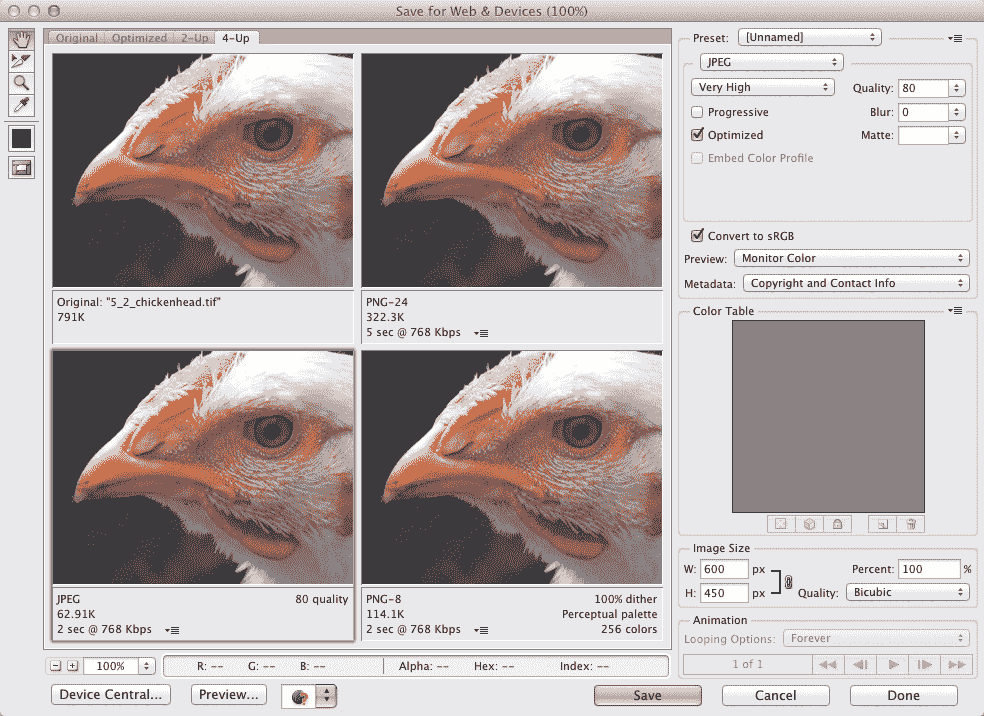 Save for Web & Devices (100%)
Original Optimized 2-Up 4-Up
Original: "5_2_chickenhead.tif"
791K
PNG-24
322.3K
5 sec @ 768 Kbps
JPEG 80 quality
62.91K
2 sec @ 768 Kbps
PNG-8 100% dither
114.1K Perceptual palette
2 sec @ 768 Kbps 256 colors
100% R: -- G: -- B: -- Alpha: -- Hex: -- Index: --
Device Central... Preview... Save Cancel Done
Preset: [Unnamed]
JPEG
Very High Quality: 80
Progressive Blur: 0
Optimized Matte:
Embed Color Profile
Convert to sRGB
Preview: Monitor Color
Metadata: Copyright and Contact Info
Color Table
Image Size
W: 600 px Percent: 100 %
H: 450 px Quality: Bicubic
Animation
Looping Options: Forever
1 of 1